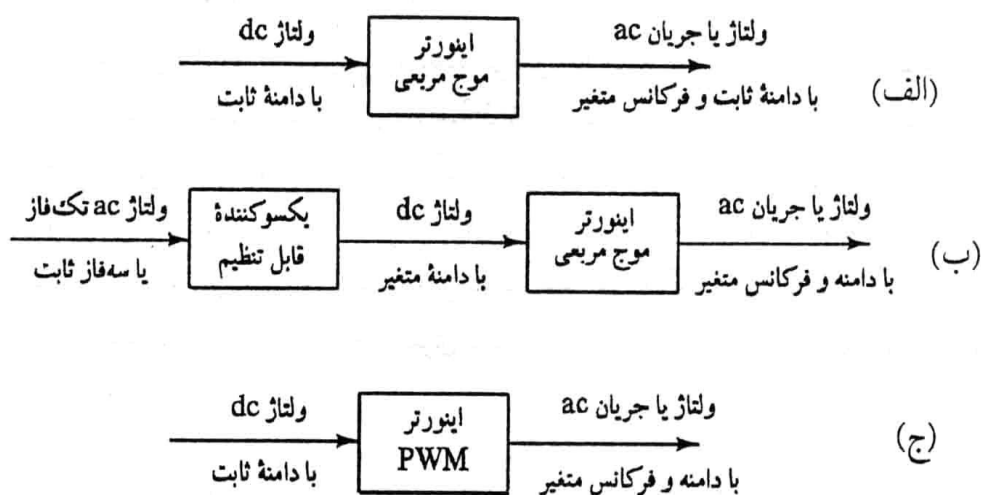 (الف)
ولتاژ dc
با دامنهٔ ثابت
اینورتر
موج مربعی
ولتاژ یا جریان ac
با دامنهٔ ثابت و فرکانس متغیر
(ب)
ولتاژ ac تک‌فاز
یا سه‌فاز ثابت
یکسوکنندهٔ
قابل تنظیم
ولتاژ dc
با دامنهٔ متغیر
اینورتر
موج مربعی
ولتاژ یا جریان ac
با دامنه و فرکانس متغیر
(ج)
ولتاژ dc
با دامنهٔ ثابت
اینورتر
PWM
ولتاژ یا جریان ac
با دامنه و فرکانس متغیر